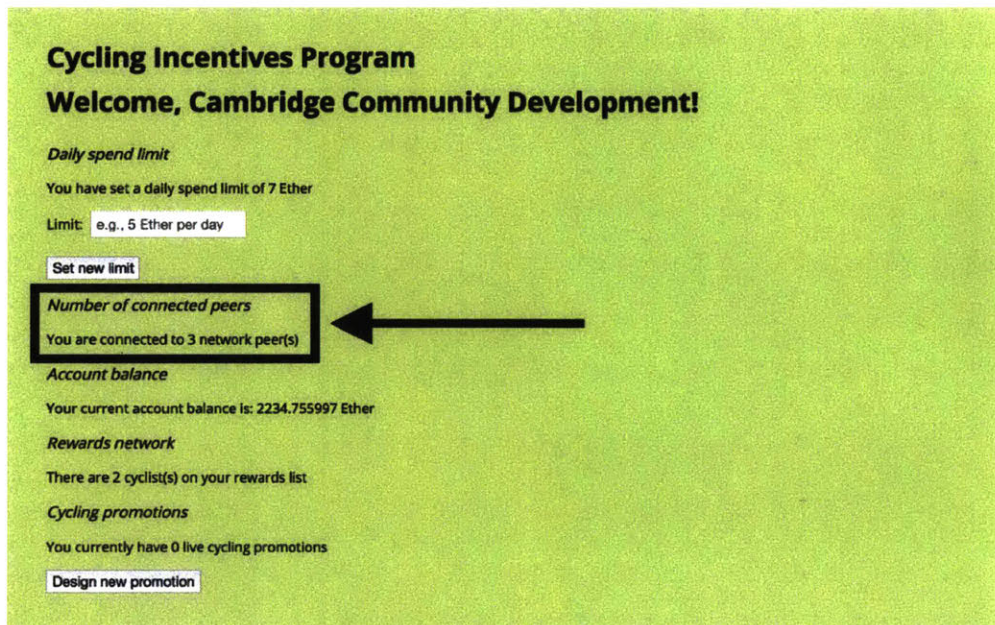 Cycling Incentives Program
Welcome, Cambridge Community Development!
Daily spend limit
You have set a daily spend limit of 7 Ether
Limit: e.g., 5 Ether per day
Set new limit
Number of connected peers
You are connected to 3 network peer(s)
Account balance
Your current account balance is: 2234.755997 Ether
Rewards network
There are 2 cyclist(s) on your rewards list
Cycling promotions
You currently have 0 live cycling promotions
Design new promotion